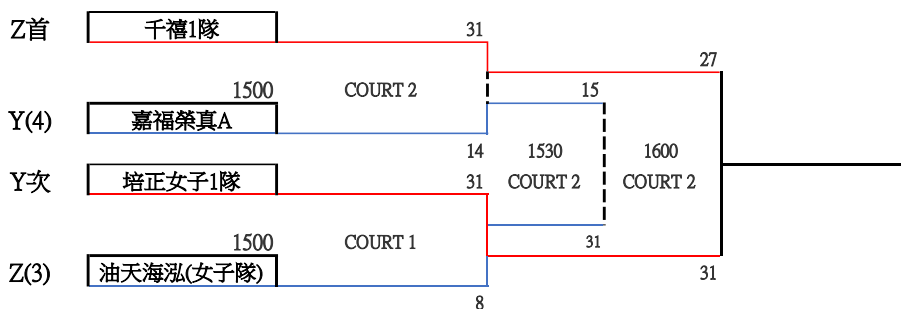 Z首
千禧1隊
31
27
1500
COURT 2
15
Y(4)
嘉福榮真A
14
1530
1600
Y次
培正女子1隊
31
COURT 2
COURT 2
1500
COURT 1
31
Z(3)
油天海泓(女子隊)
31
8